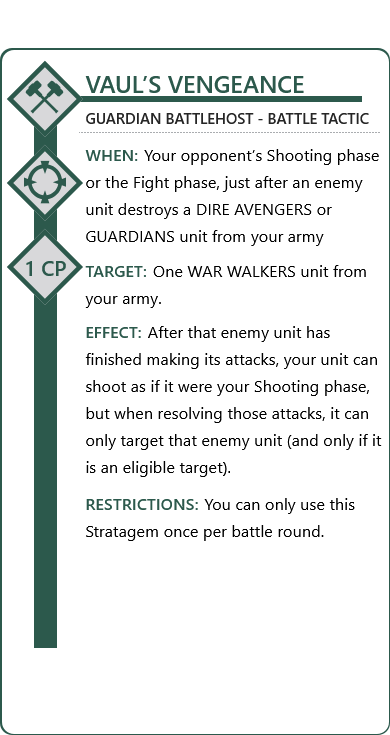 VAUL’S VENGEANCE
GUARDIAN BATTLEHOST - BATTLE TACTIC
WHEN: Your opponent’s Shooting phase
or the Fight phase, just after an enemy
unit destroys a DIRE AVENGERS or
GUARDIANS unit from your army
1 CP
TARGET: One WAR WALKERS unit from
your army.
EFFECT: After that enemy unit has
finished making its attacks, your unit can
shoot as if it were your Shooting phase,
but when resolving those attacks, it can
only target that enemy unit (and only if it
is an eligible target).
RESTRICTIONS: You can only use this
Stratagem once per battle round.